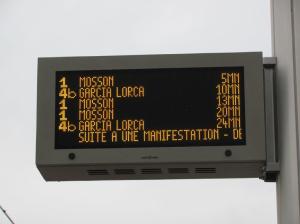 1 MOSSON 5MN
4b GARCIA LORCA 10MN
1 MOSSON 13MN
1 MOSSON 20MN
4b GARCIA LORCA 24MN
SUITE A UNE MANIFESTATION - DE